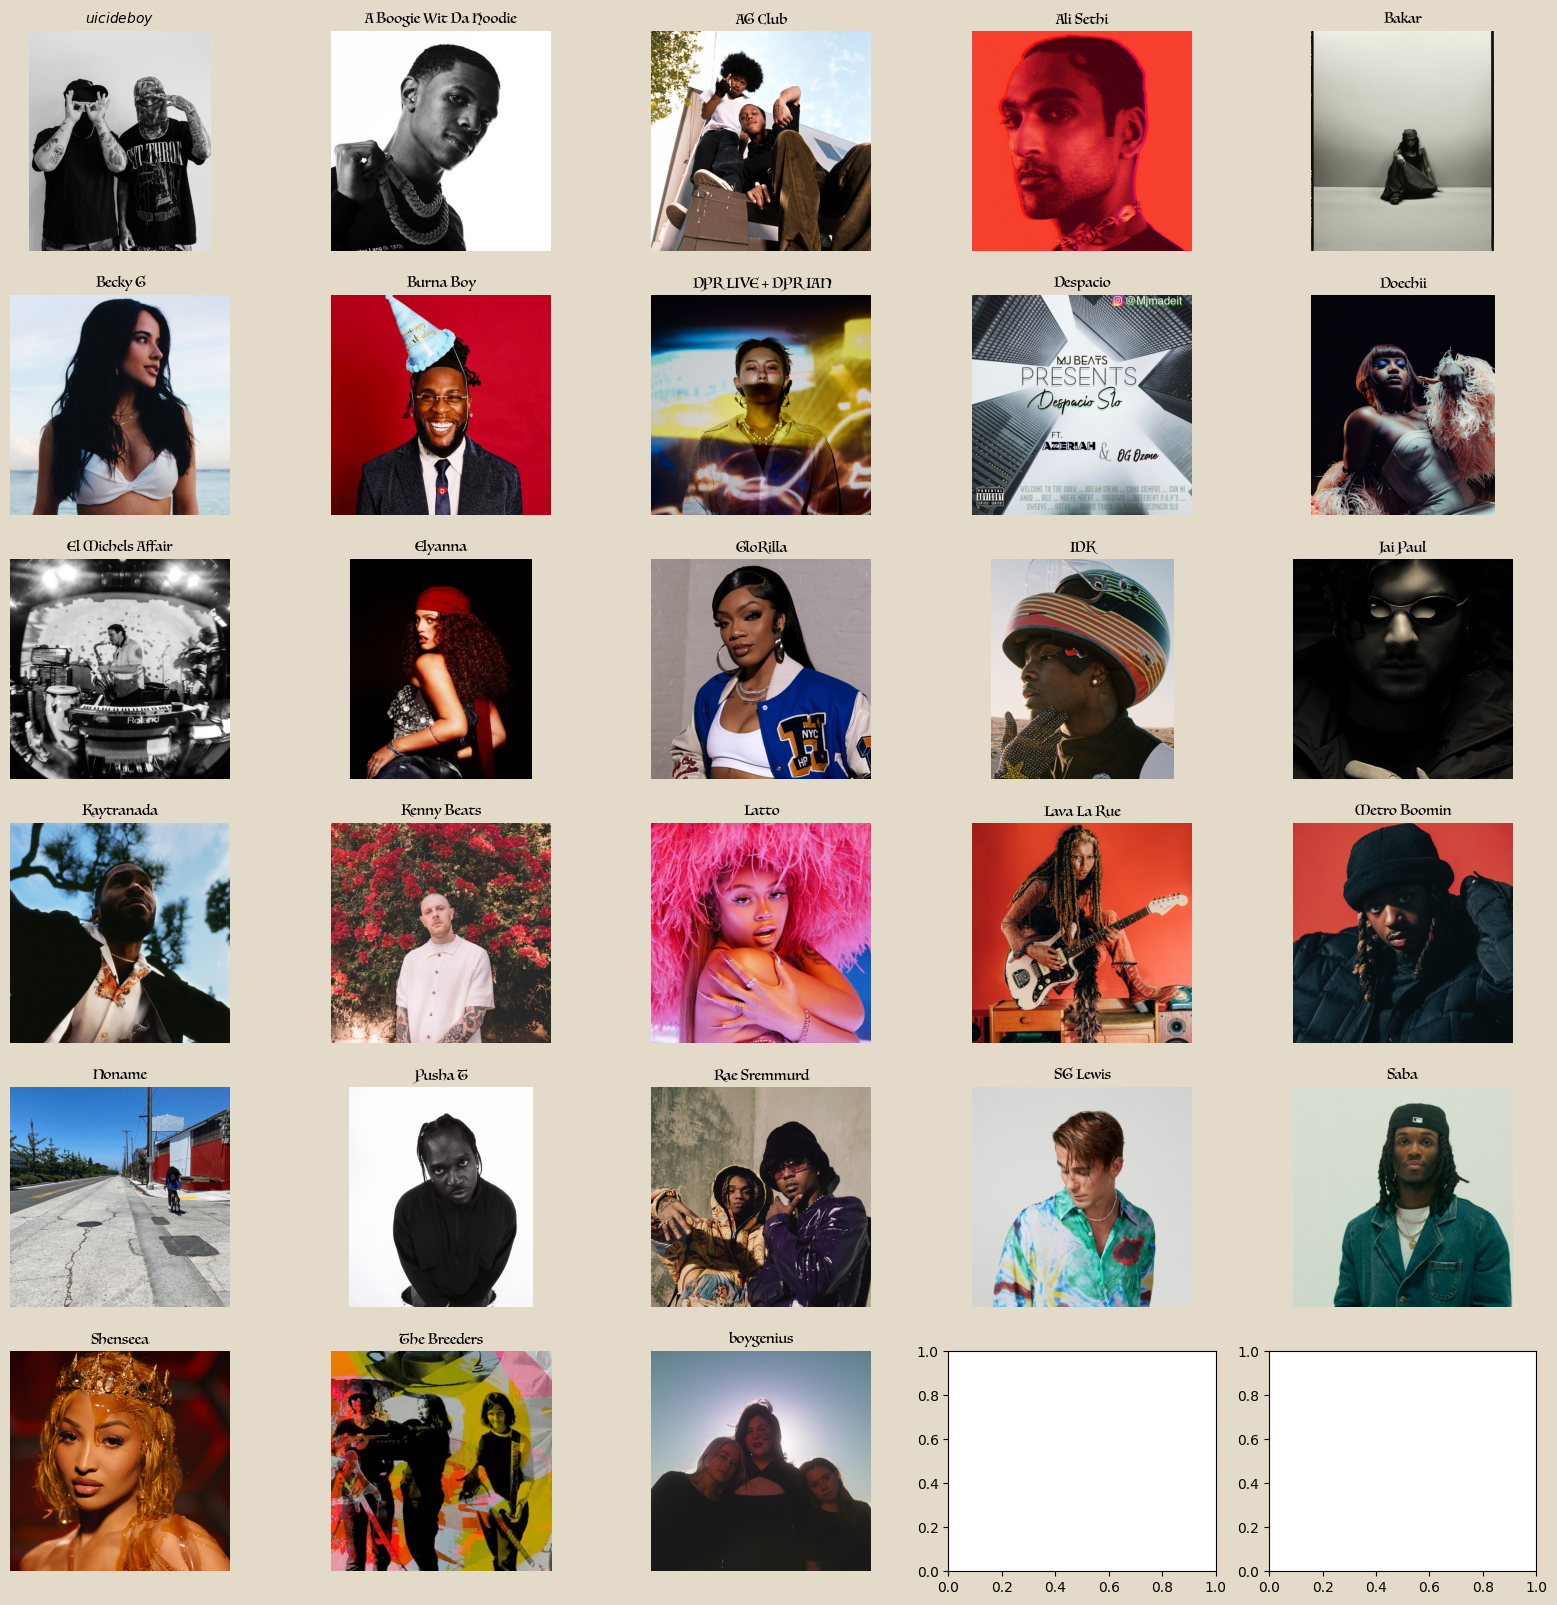 uicideboy
A Boogie Wit Da Hoodie
AG Club
Ali Sethi
Bakar
Becky G
Burna Boy
DPR LIVE + DPR IAN
Despacio
Doechii
@Mjmadeit
MJ BEATS
PRESENTS
Despacio Slo
FT.
AZERIAH & OG Ozone
PARENTAL
ADVISORY
El Michels Affair
Elyanna
GloRilla
IDK
Jai Paul
Roland
NYC
H
HP
Kaytranada
Kenny Beats
Latto
Lava La Rue
Metro Boomin
Noname
Pusha T
Rae Sremmurd
SG Lewis
Saba
Shenseea
The Breeders
boygenius
1.0
0.8
0.6
0.4
0.2
0.0
0.0 0.2 0.4 0.6 0.8 1.0
1.0
0.8
0.6
0.4
0.2
0.0
0.0 0.2 0.4 0.6 0.8 1.0